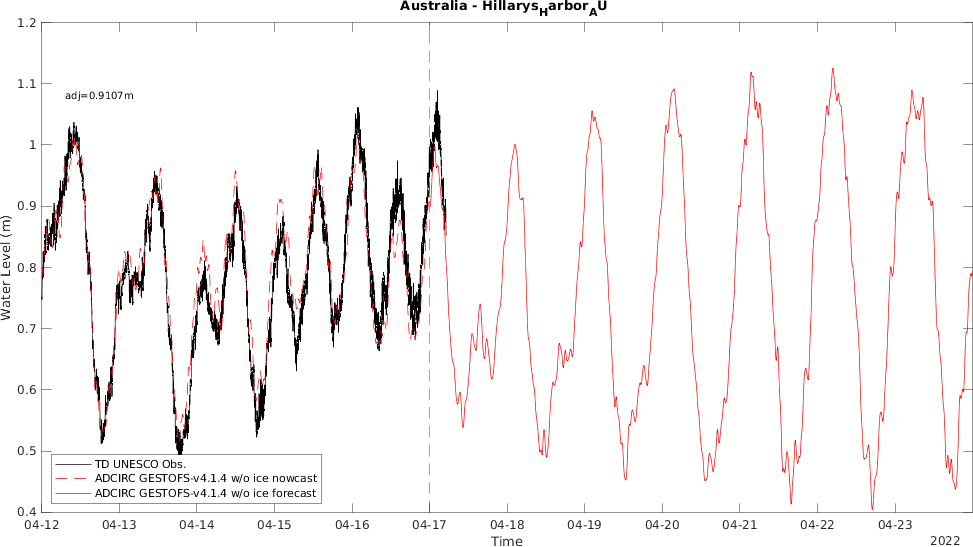 Australia - HillarysHarborAU
1.2
1.1
1
0.9
0.8
0.7
0.6
0.5
0.4
Water Level (m)
adj=0.9107m
TD UNESCO Obs.
ADCIRC GESTOFS-v4.1.4 w/o ice nowcast
ADCIRC GESTOFS-v4.1.4 w/o ice forecast
04-12 04-13 04-14 04-15 04-16 04-17 04-18 04-19 04-20 04-21 04-22 04-23
Time
2022